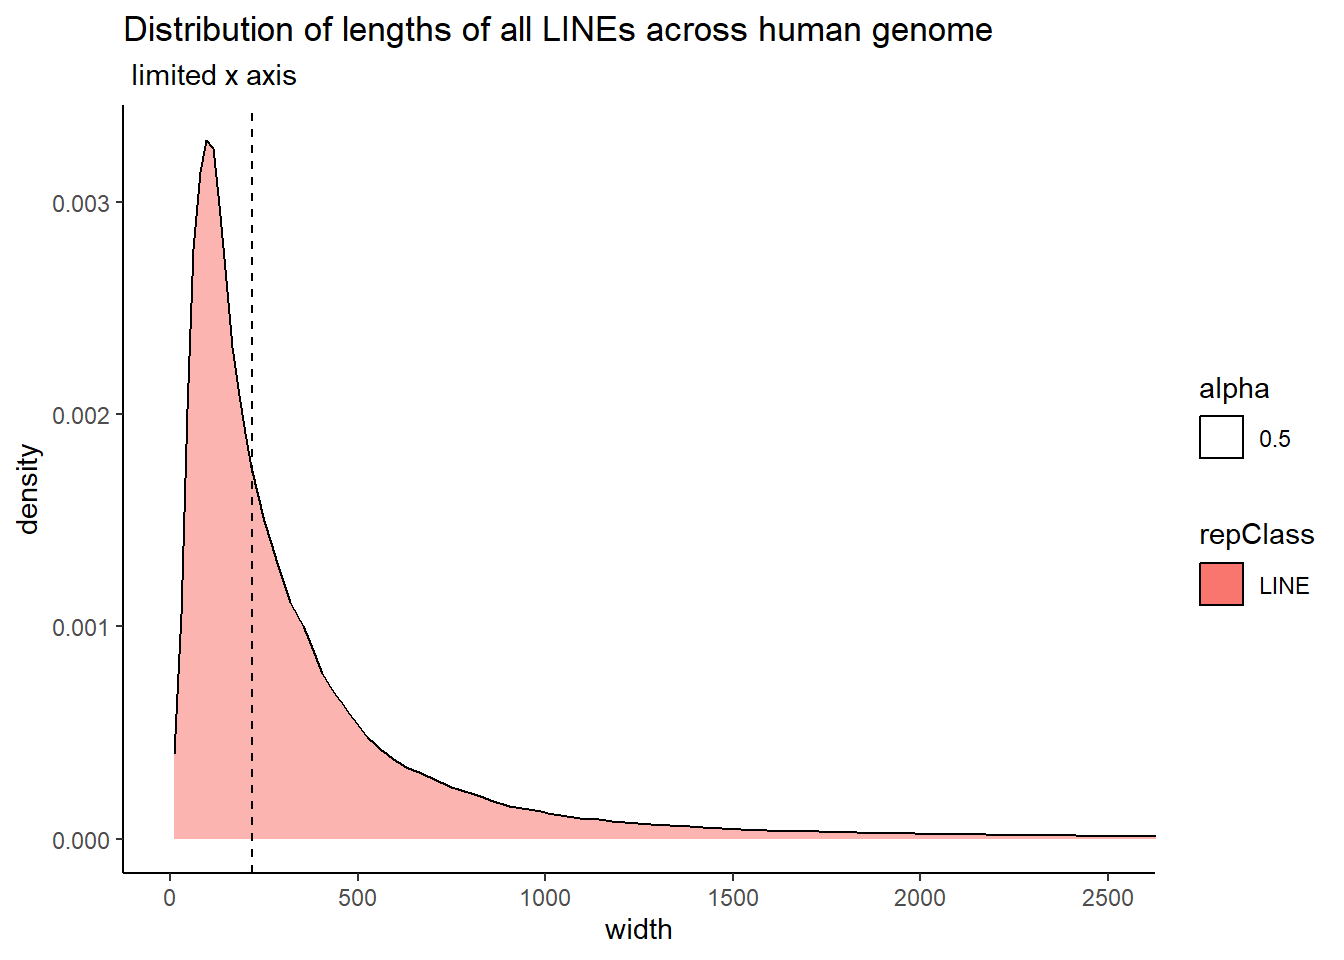 Distribution of lengths of all LINEs across human genome
limited x axis
density
0.003
0.002
0.001
0.000
0
500
1000
1500
2000
2500
width
alpha
0.5
repClass
LINE